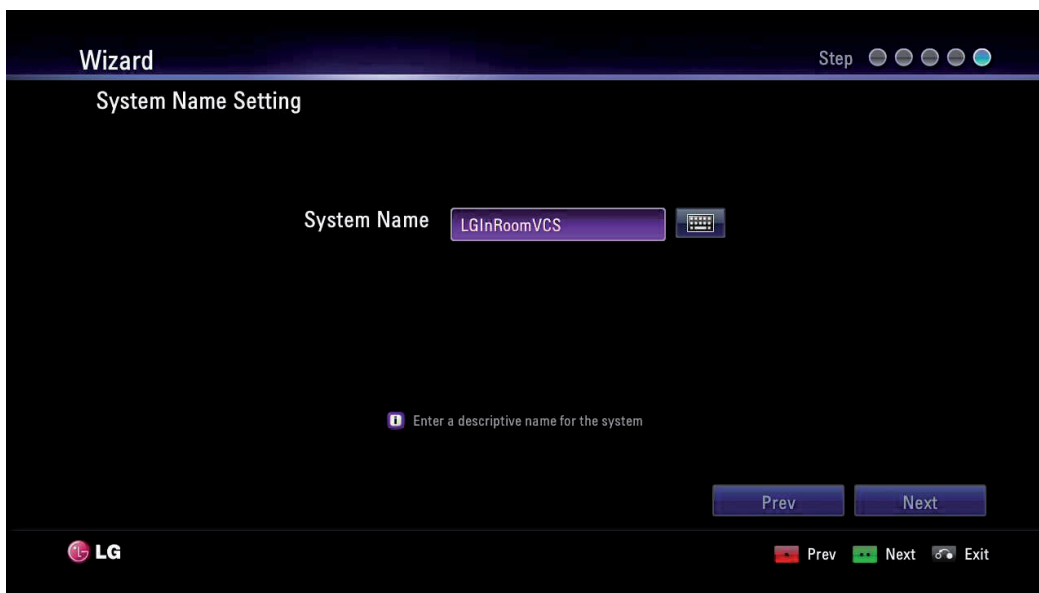 Wizard
Step
System Name Setting
System Name LGInRoomVCS
Enter a descriptive name for the system
Prev Next
LG Prev Next Exit